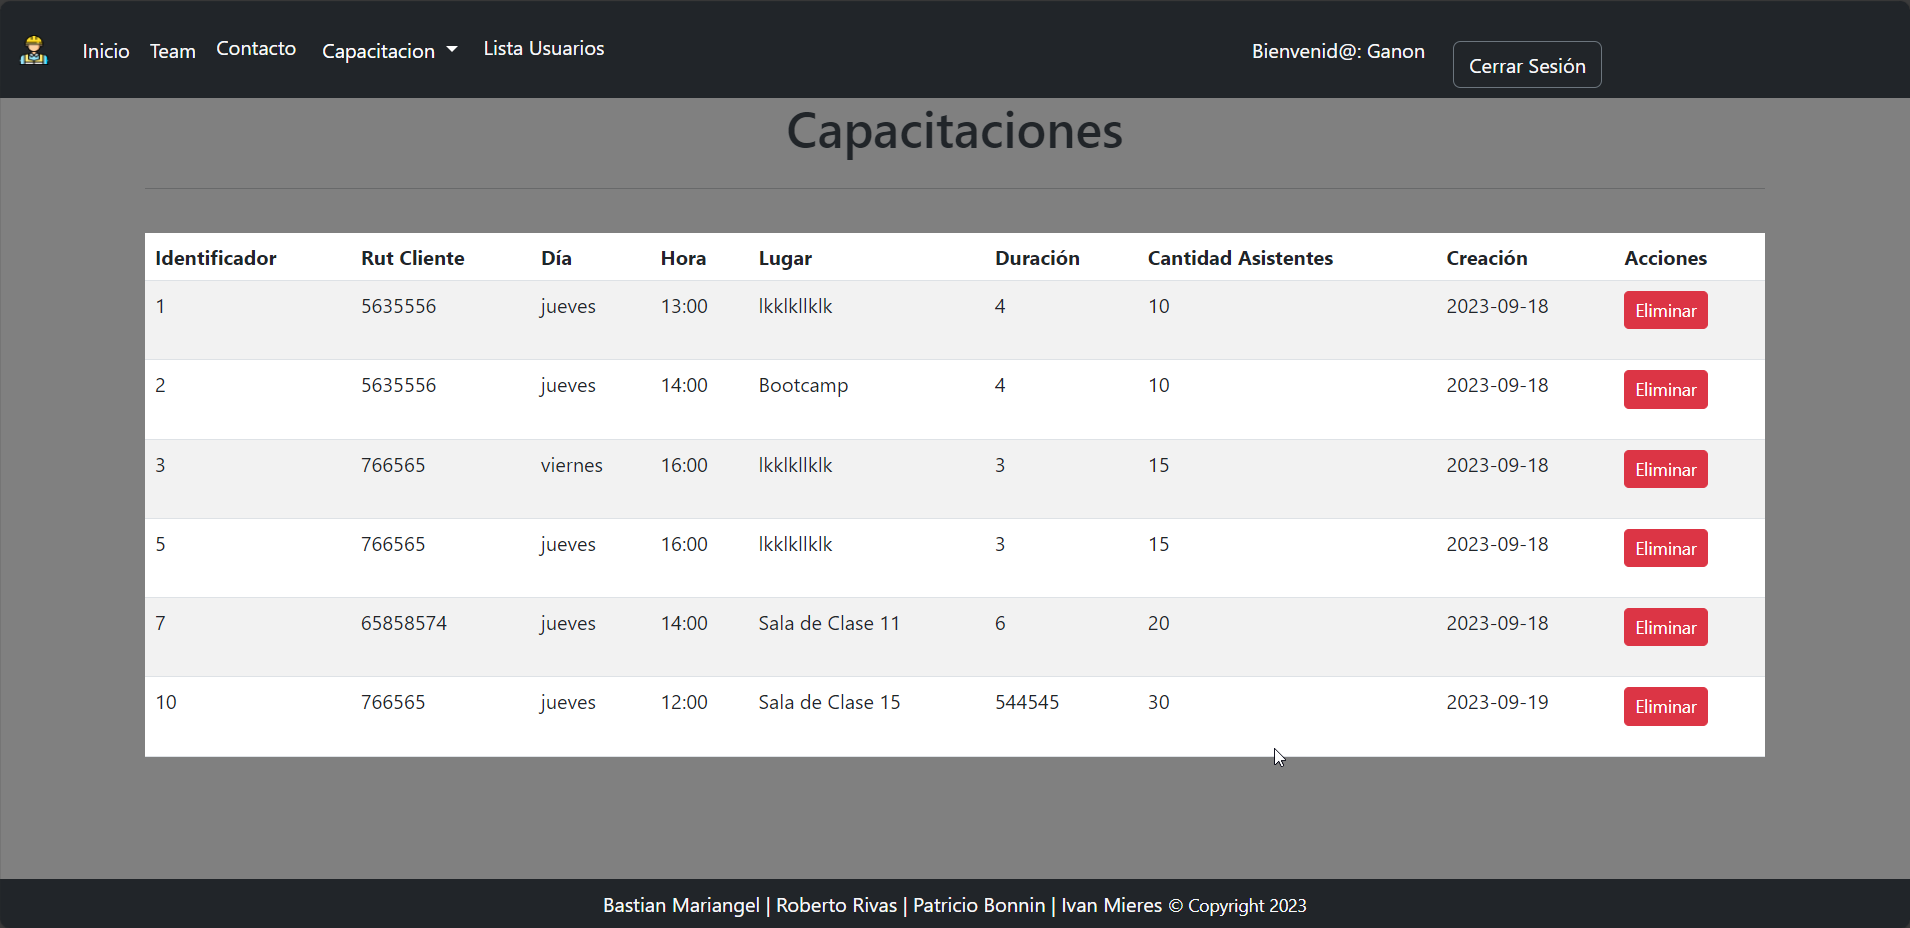 Inicio Team Contacto Capacitacion Lista Usuarios Bienvenid@: Ganon Cerrar Sesión
Capacitaciones
Identificador Rut Cliente Día Hora Lugar Duración Cantidad Asistentes Creación Acciones
1 5635556 jueves 13:00 lkklkllklk 4 10 2023-09-18 Eliminar
2 5635556 jueves 14:00 Bootcamp 4 10 2023-09-18 Eliminar
3 766565 viernes 16:00 lkklkllklk 3 15 2023-09-18 Eliminar
5 766565 jueves 16:00 lkklkllklk 3 15 2023-09-18 Eliminar
7 65858574 jueves 14:00 Sala de Clase 11 6 20 2023-09-18 Eliminar
10 766565 jueves 12:00 Sala de Clase 15 544545 30 2023-09-19 Eliminar
Bastian Mariangel | Roberto Rivas | Patricio Bonnin | Ivan Mieres © Copyright 2023